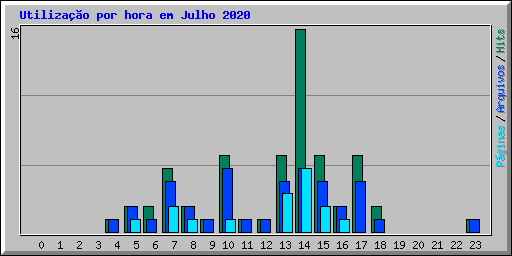 Utilização por hora em Julho 2020
16
Páginas / Arquivos / Hits
0 1 2 3 4 5 6 7 8 9 10 11 12 13 14 15 16 17 18 19 20 21 22 23